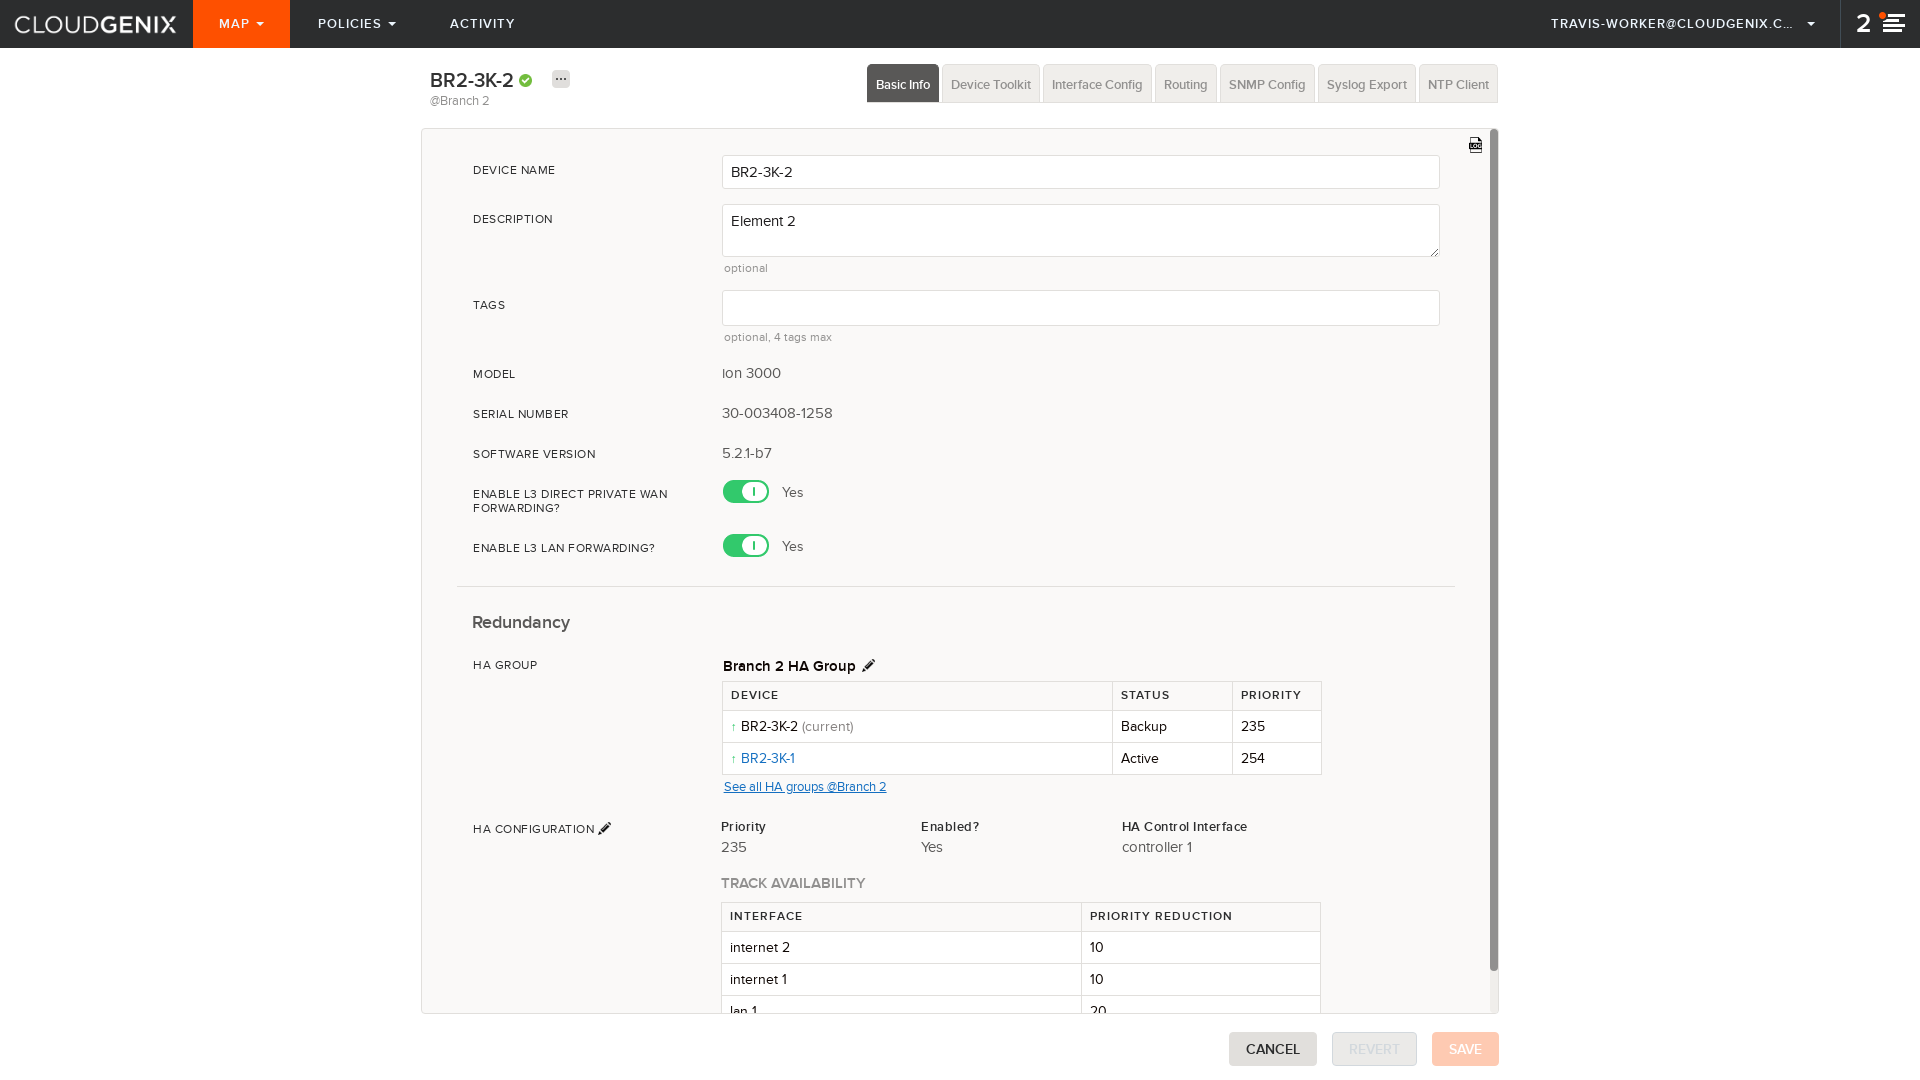 CLOUDGENIX MAP POLICIES ACTIVITY TRAVIS-WORKER@CLOUDGENIX.C... 2
BR2-3K-2
@Branch 2
Basic Info Device Toolkit Interface Config Routing SNMP Config Syslog Export NTP Client
LOG
DEVICE NAME BR2-3K-2
DESCRIPTION Element 2
optional
TAGS
optional, 4 tags max
MODEL ion 3000
SERIAL NUMBER 30-003408-1258
SOFTWARE VERSION 5.2.1-b7
ENABLE L3 DIRECT PRIVATE WAN
FORWARDING? Yes
ENABLE L3 LAN FORWARDING? Yes
Redundancy
HA GROUP Branch 2 HA Group
DEVICE STATUS PRIORITY
↑ BR2-3K-2 (current) Backup 235
↑ BR2-3K-1 Active 254
See all HA groups @Branch 2
HA CONFIGURATION Priority Enabled? HA Control Interface
235 Yes controller 1
TRACK AVAILABILITY
INTERFACE PRIORITY REDUCTION
internet 2 10
internet 1 10
lan 1 20
CANCEL REVERT SAVE